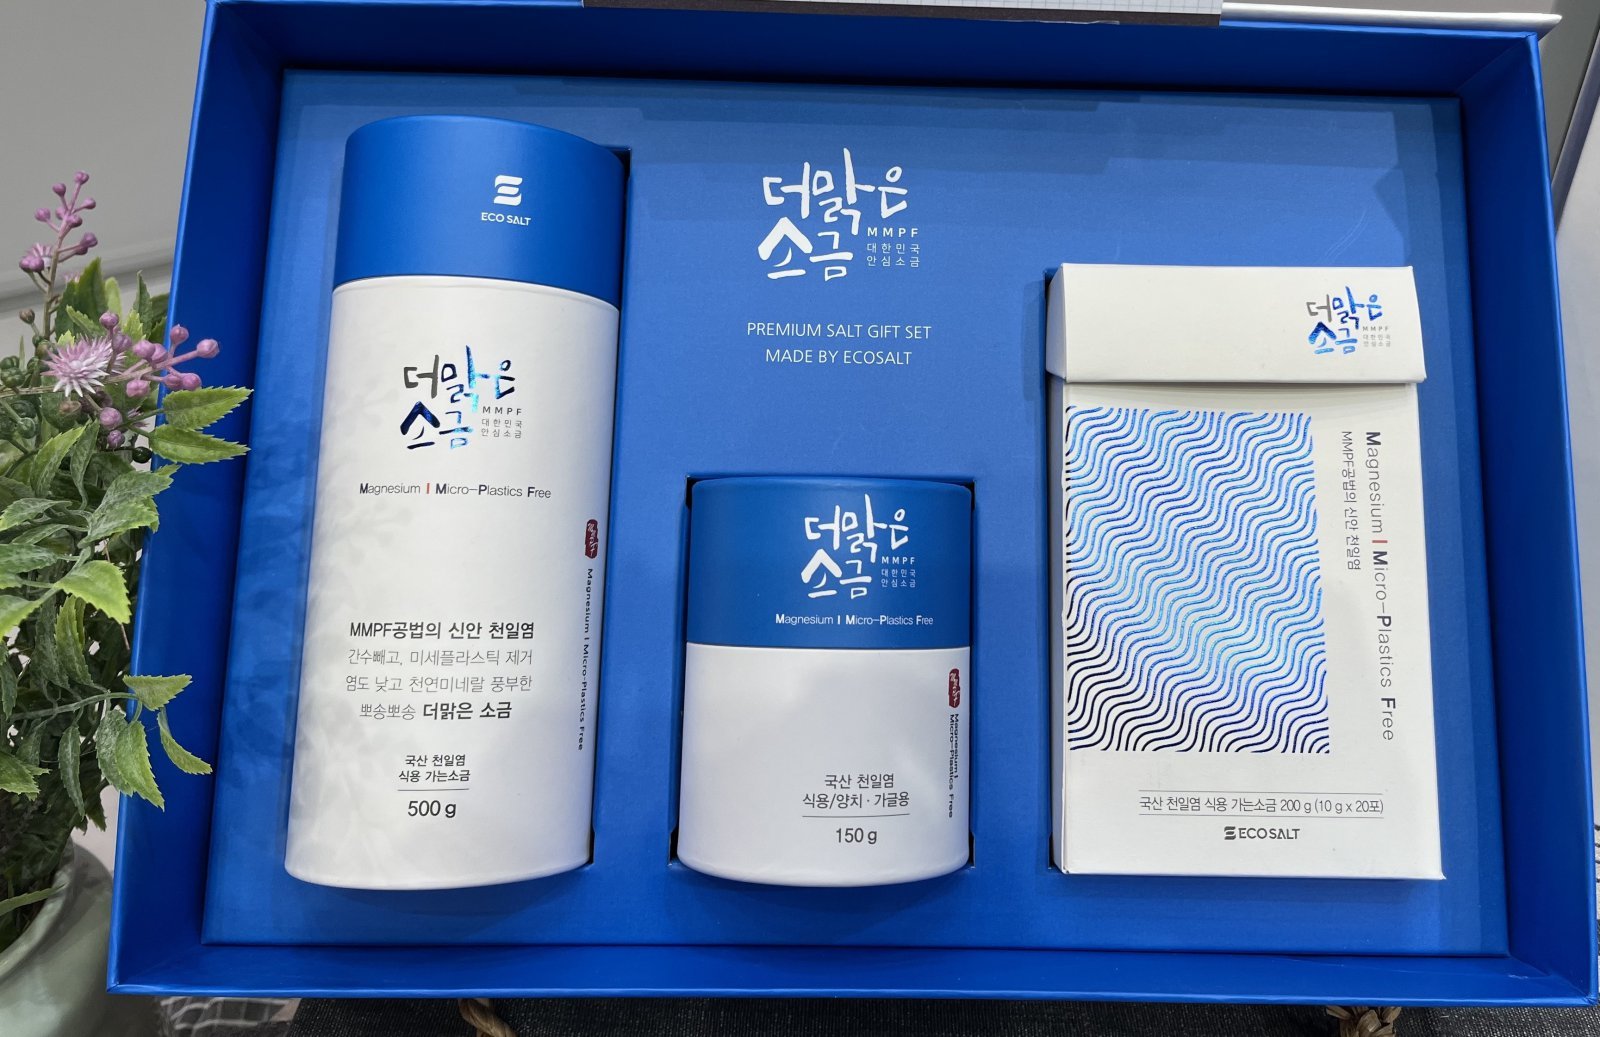 ECO SALT
더맑은
소금
MMPF
대한민국
안심소금
Magnesium | Micro-Plastics Free
MMPF공법의 신안 천일염
간수빼고, 미세플라스틱 제거
염도 낮고 천연미네랄 풍부한
뽀송뽀송 더맑은 소금
국산 천일염
식용 가는소금
500 g
Magnesium | Micro-Plastics Free
더맑은
소금
MMPF
대한민국
안심소금
PREMIUM SALT GIFT SET
MADE BY ECOSALT
더맑은
소금
MMPF
대한민국
안심소금
Magnesium | Micro-Plastics Free
Magnesium |
Micro-Plastics Free
국산 천일염
식용/양치 · 가글용
150 g
더맑은
소금
MMPF
대한민국
안심소금
Magnesium | Micro-Plastics Free
MMPF공법의 신안 천일염
국산 천일염 식용 가는소금 200 g (10 g x 20포)
ECO SALT